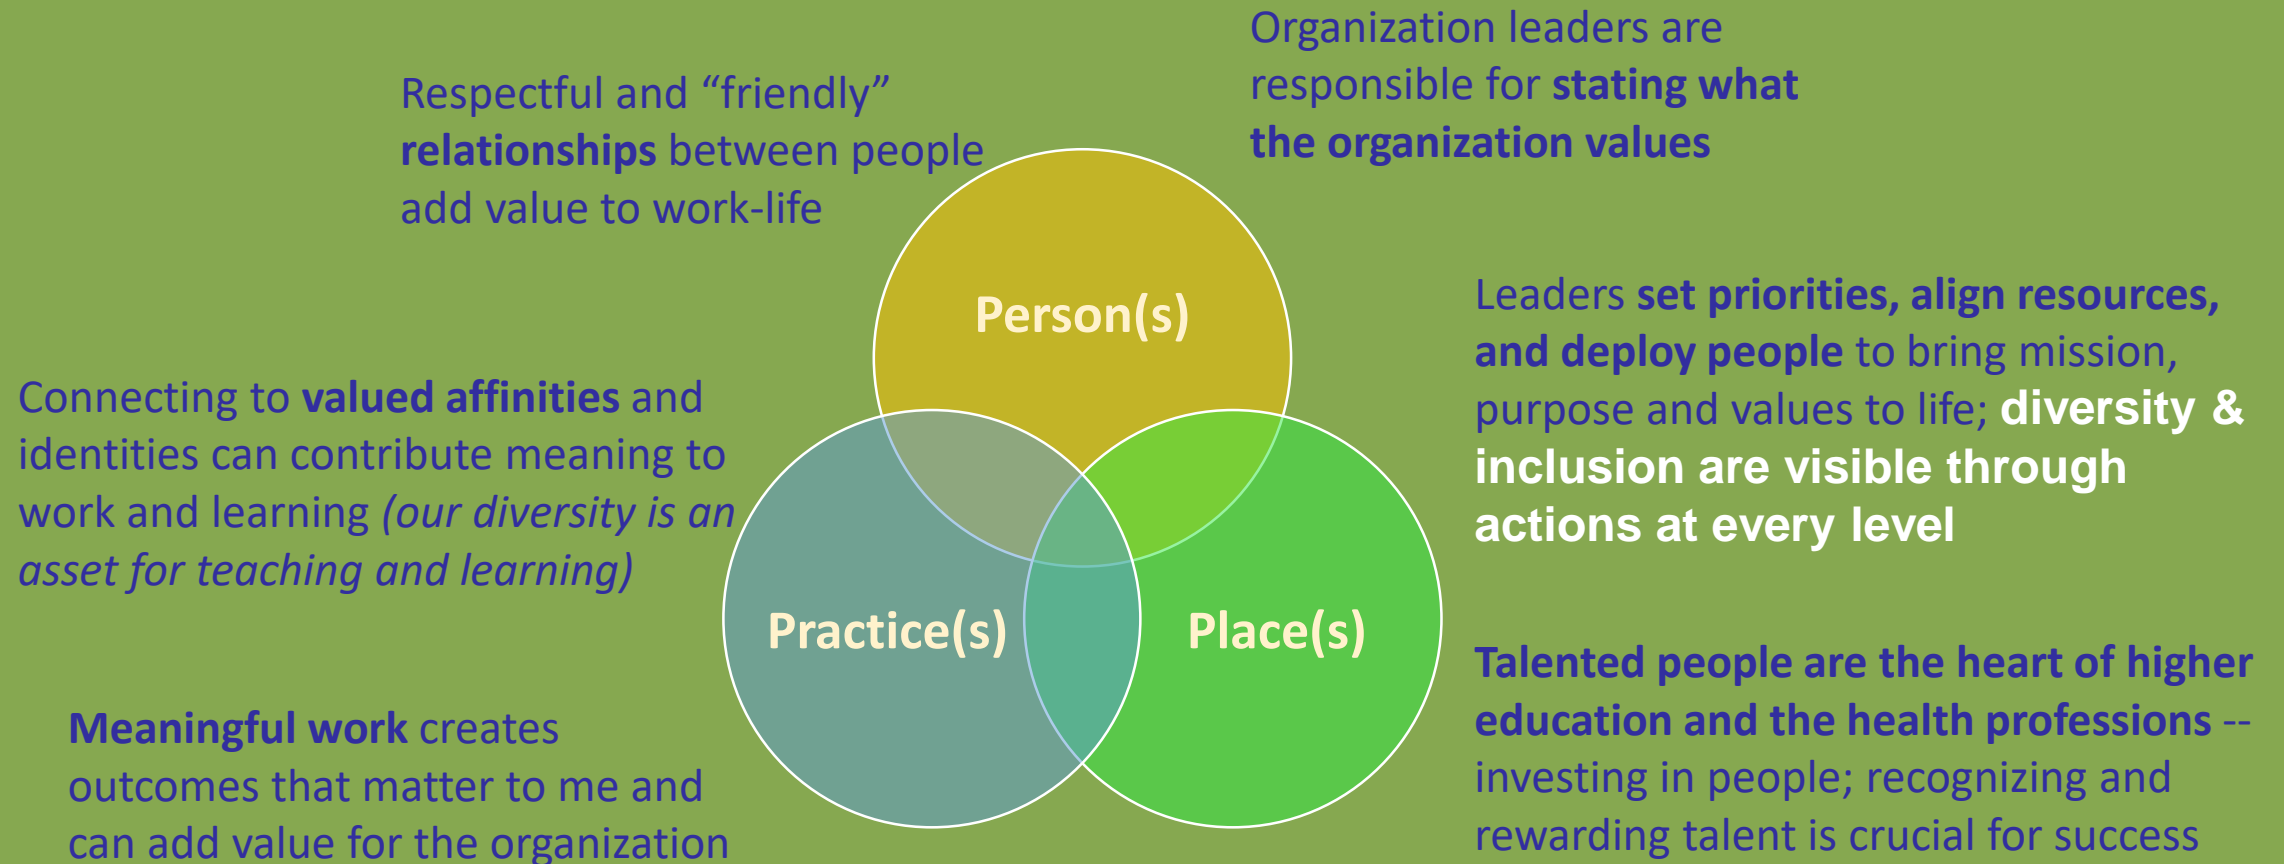 Respectful and “friendly”
relationships between people
add value to work-life
Organization leaders are
responsible for stating what
the organization values
Person(s)
Connecting to valued affinities and
identities can contribute meaning to
work and learning (our diversity is an
asset for teaching and learning)
Leaders set priorities, align resources,
and deploy people to bring mission,
purpose and values to life; diversity &
inclusion are visible through
actions at every level
Practice(s)
Place(s)
Meaningful work creates
outcomes that matter to me and
can add value for the organization
Talented people are the heart of higher
education and the health professions --
investing in people; recognizing and
rewarding talent is crucial for success